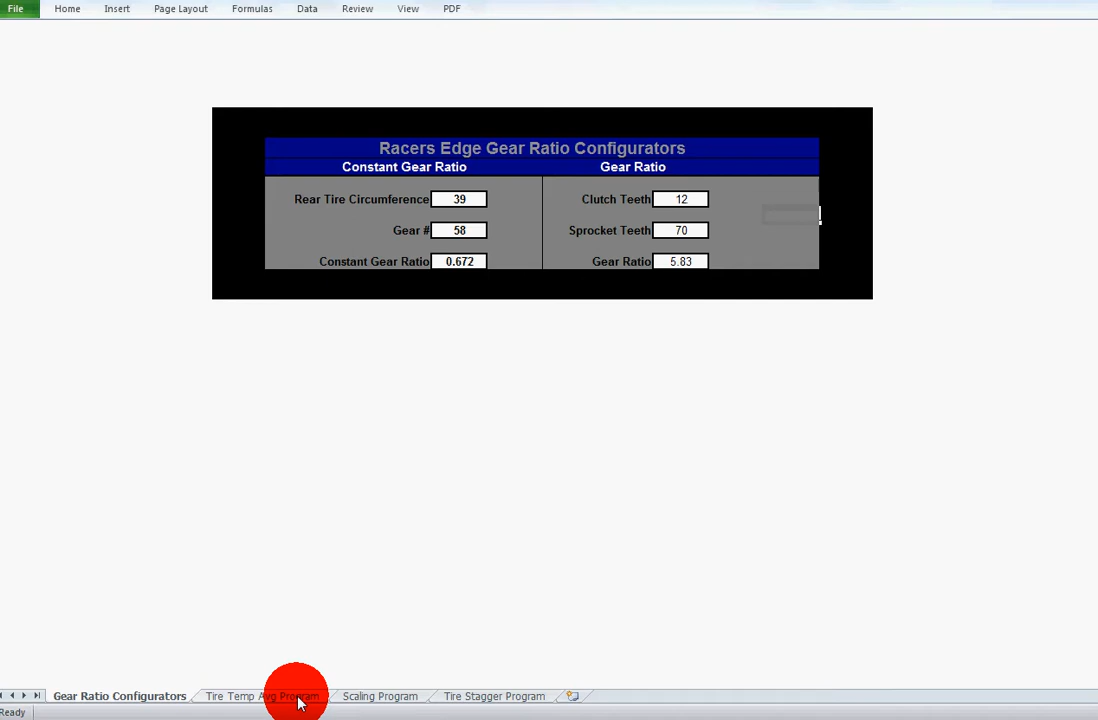 File Home Insert Page Layout Formulas Data Review View PDF
Racers Edge Gear Ratio Configurators
Constant Gear Ratio Gear Ratio
Rear Tire Circumference 39 Clutch Teeth 12
Gear # 58 Sprocket Teeth 70
Constant Gear Ratio 0.672 Gear Ratio 5.83
Gear Ratio Configurators Tire Temp Avg Program Scaling Program Tire Stagger Program
Ready